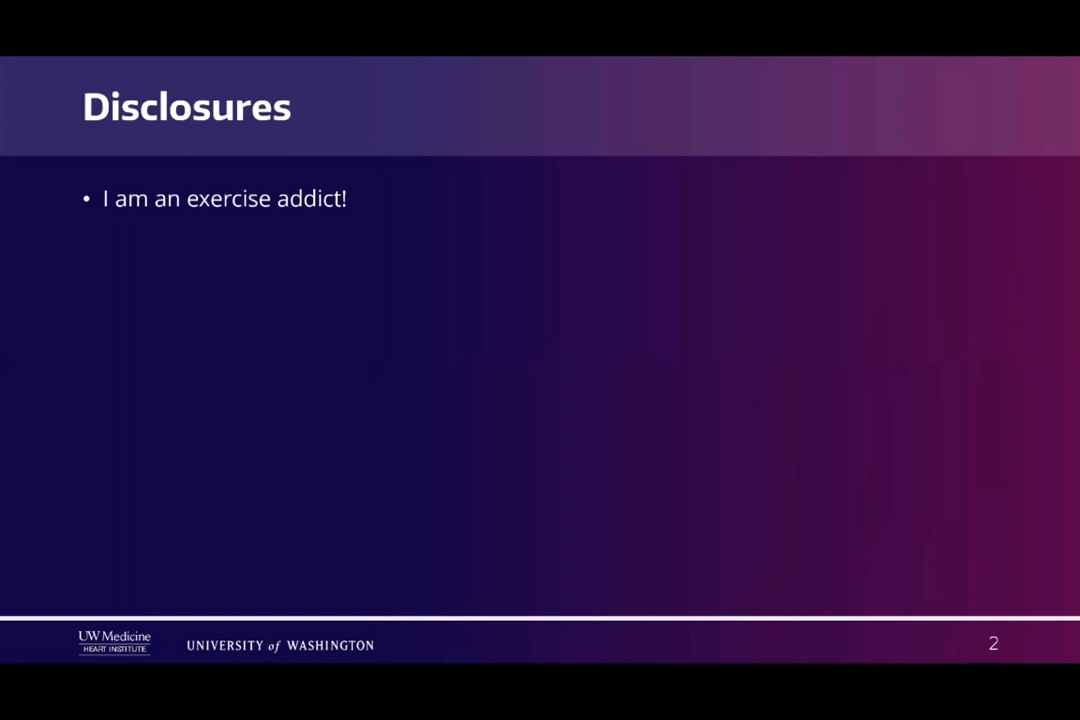 Disclosures
• I am an exercise addict!
UW Medicine
HEART INSTITUTE
UNIVERSITY of WASHINGTON
2